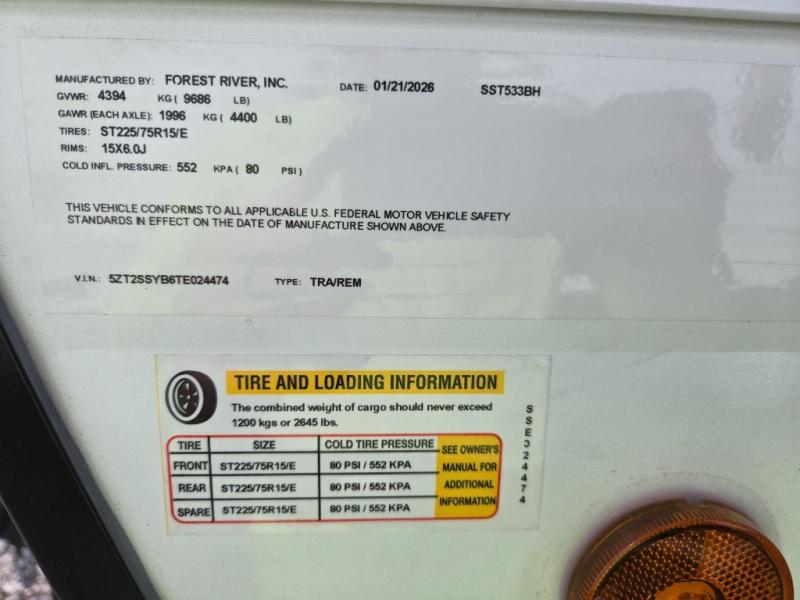 MANUFACTURED BY: FOREST RIVER, INC. DATE: 01/21/2026 SST533BH
GVWR: 4394 KG ( 9686 LB)
GAWR (EACH AXLE): 1996 KG ( 4400 LB)
TIRES: ST225/75R15/E
RIMS: 15X6.0J
COLD INFL. PRESSURE: 552 KPA ( 80 PSI )
THIS VEHICLE CONFORMS TO ALL APPLICABLE U.S. FEDERAL MOTOR VEHICLE SAFETY
STANDARDS IN EFFECT ON THE DATE OF MANUFACTURE SHOWN ABOVE.
V.I.N.: 5ZT2SSYB6TE024474 TYPE: TRA/REM
TIRE AND LOADING INFORMATION
The combined weight of cargo should never exceed
1200 kgs or 2645 lbs.
TIRE SIZE COLD TIRE PRESSURE
FRONT ST225/75R15/E 80 PSI / 552 KPA
REAR ST225/75R15/E 80 PSI / 552 KPA
SPARE ST225/75R15/E 80 PSI / 552 KPA
SEE OWNER'S
MANUAL FOR
ADDITIONAL
INFORMATION
SSE024474